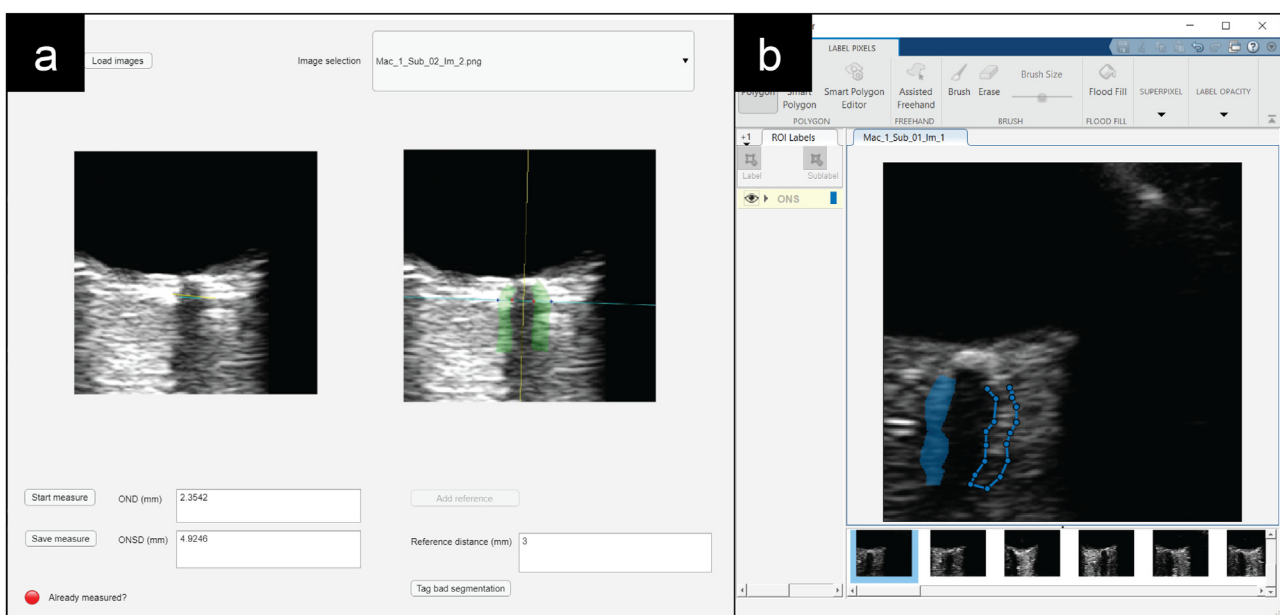 a
Load images
Image selection
Mac_1_Sub_02_Im_2.png
Start measure
OND (mm)
2.3542
Add reference
Save measure
ONSD (mm)
4.9246
Reference distance (mm)
3
Tag bad segmentation
Already measured?
b
LABEL PIXELS
Polygon
Smart
Polygon
Smart Polygon
Editor
Assisted
Freehand
Brush
Erase
Brush Size
Flood Fill
SUPERPIXEL
LABEL OPACITY
POLYGON
FREEHAND
BRUSH
FLOOD FILL
+1
ROI Labels
Mac_1_Sub_01_Im_1
Label
Sublabel
ONS